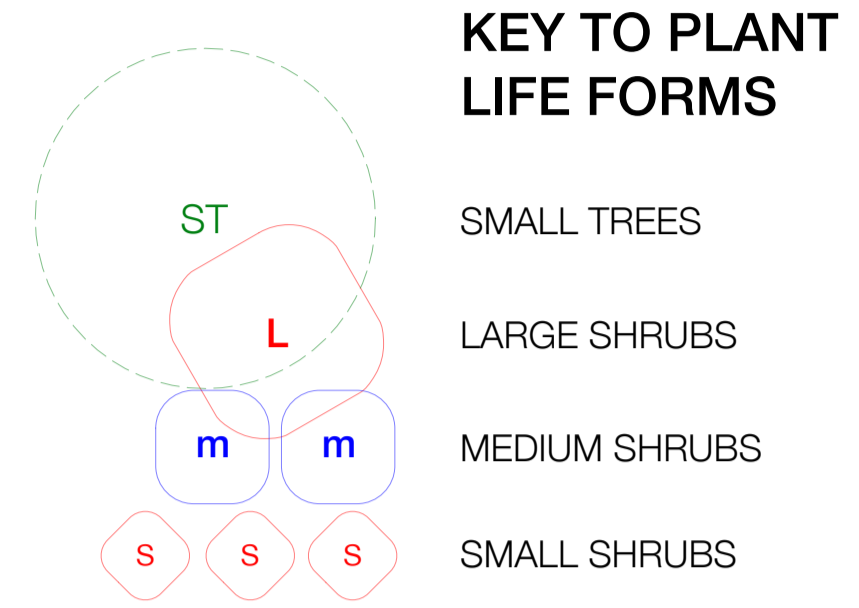 KEY TO PLANT
LIFE FORMS
ST
SMALL TREES
L
LARGE SHRUBS
m m
MEDIUM SHRUBS
S S S
SMALL SHRUBS